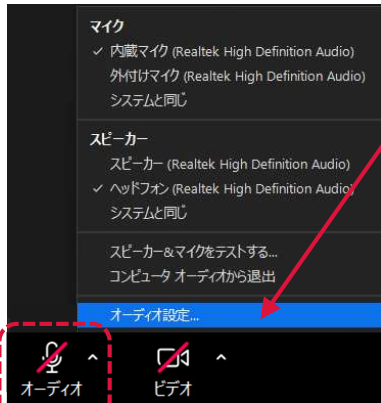 マイク
✓ 内蔵マイク (Realtek High Definition Audio)
外付けマイク (Realtek High Definition Audio)
システムと同じ
スピーカー
スピーカー (Realtek High Definition Audio)
✓ ヘッドフォン (Realtek High Definition Audio)
システムと同じ
スピーカー&マイクをテストする...
コンピュータ オーディオから退出
オーディオ設定...
オーディオ
ビデオ